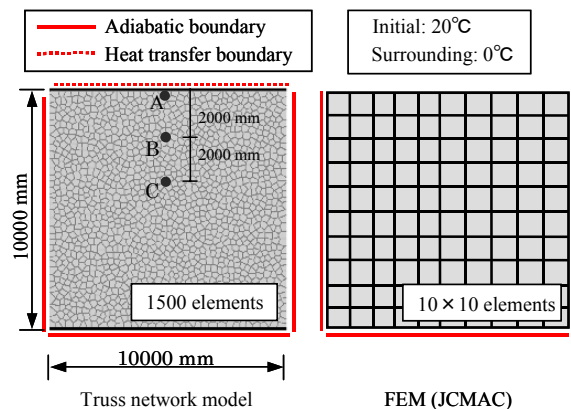 Adiabatic boundary
Heat transfer boundary
Initial: 20℃
Surrounding: 0℃
A
2000 mm
B
2000 mm
C
10000 mm
1500 elements
10×10 elements
10000 mm
Truss network model
FEM (JCMAC)